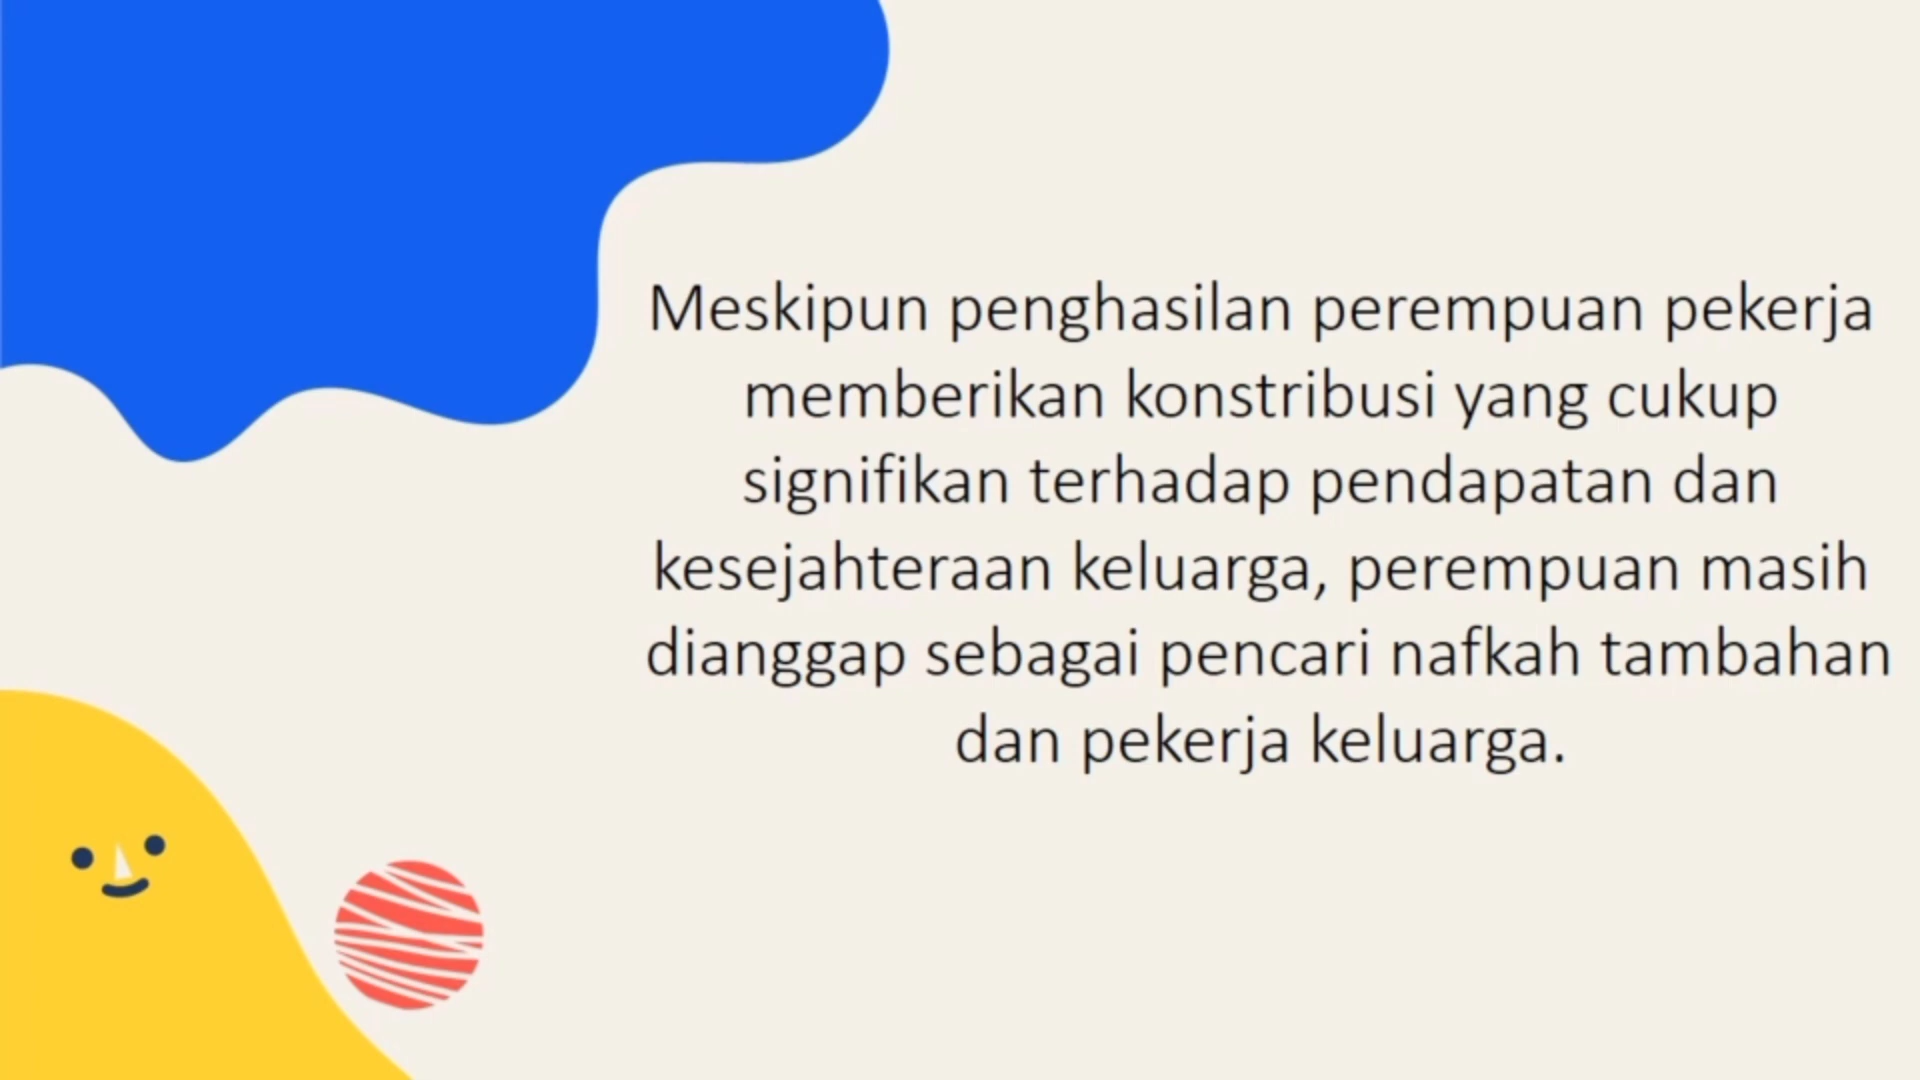 Meskipun penghasilan perempuan pekerja
memberikan konstribusi yang cukup
signifikan terhadap pendapatan dan
kesejahteraan keluarga, perempuan masih
dianggap sebagai pencari nafkah tambahan
dan pekerja keluarga.